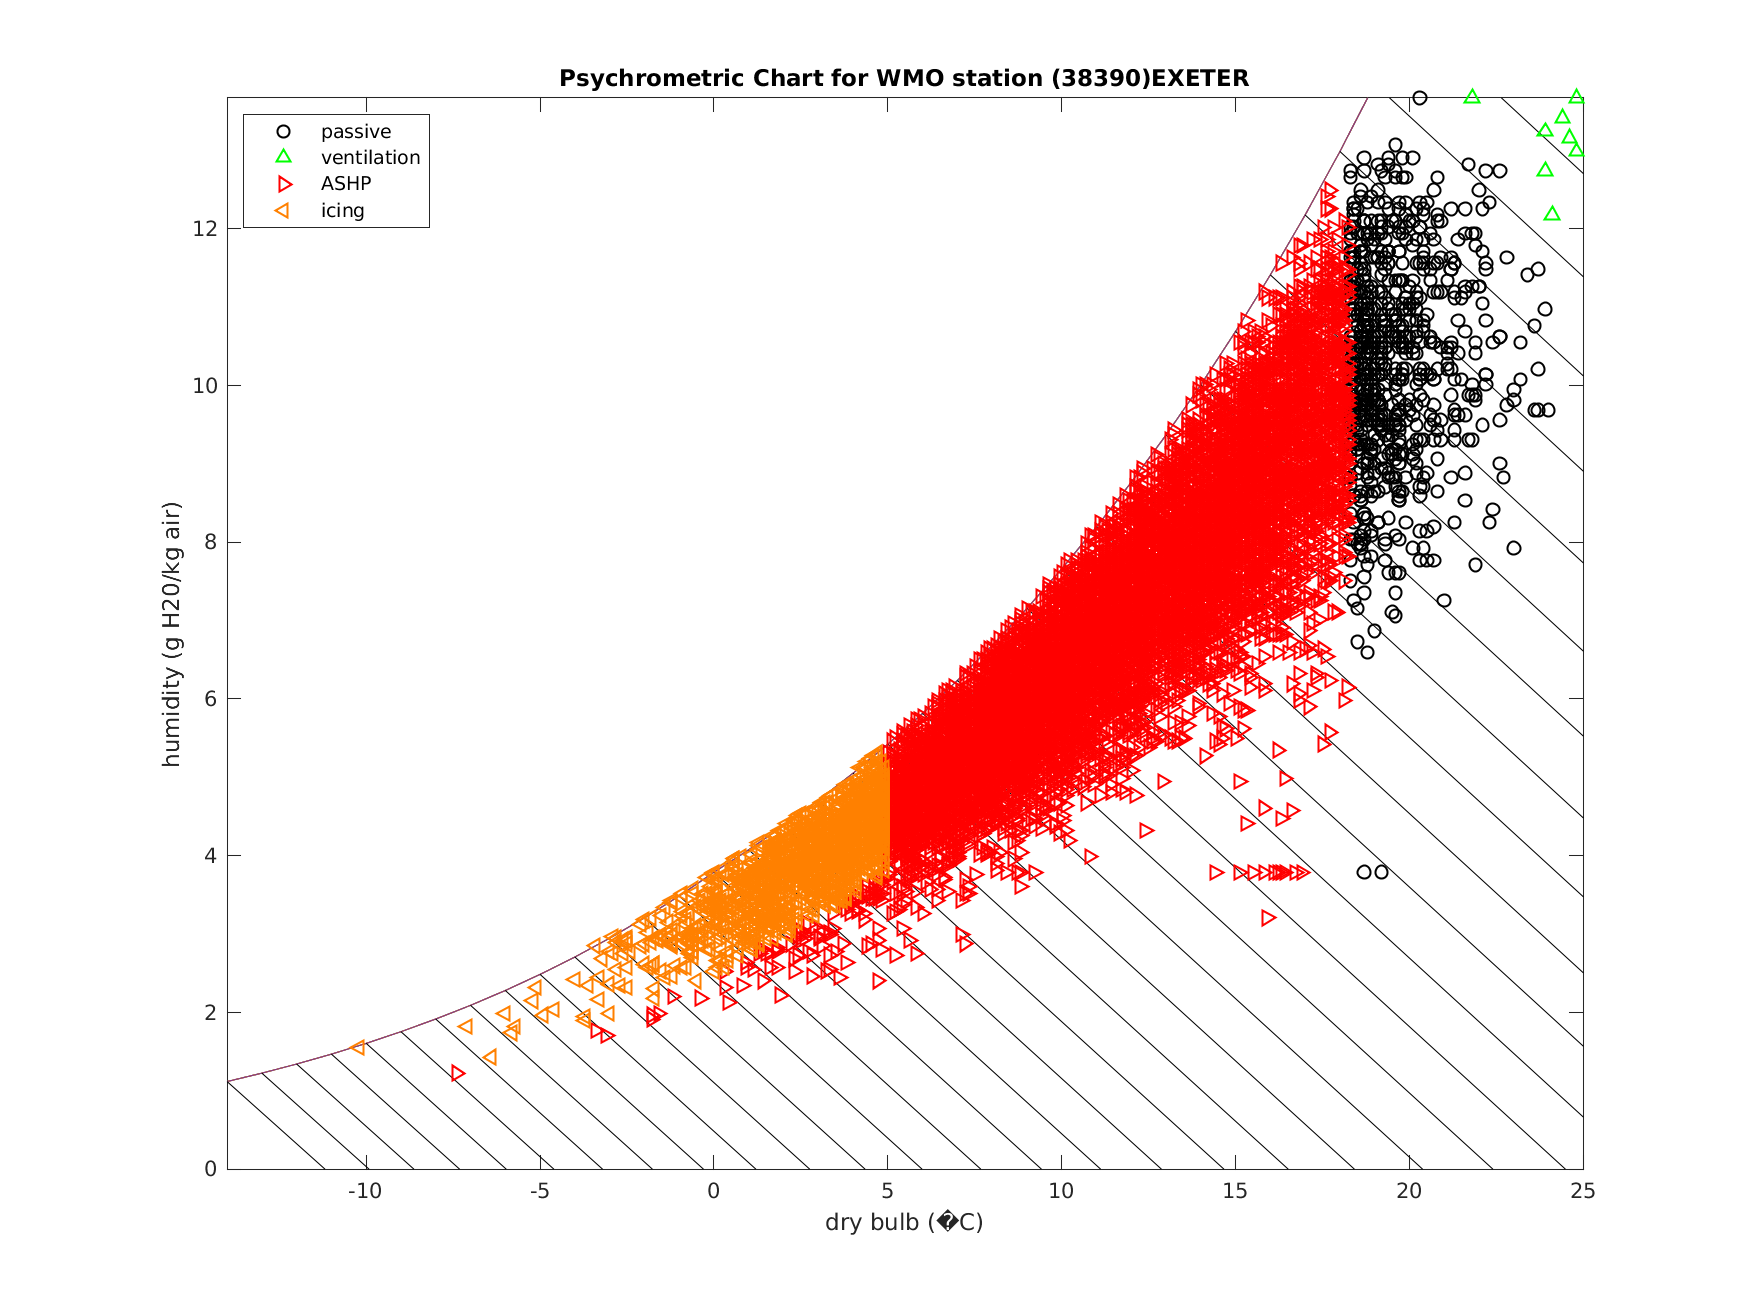 Psychrometric Chart for WMO station (38390)EXETER
passive
ventilation
ASHP
icing
humidity (g H20/kg air)
12
10
8
6
4
2
0
-10
-5
0
5
10
15
20
25
dry bulb (�C)